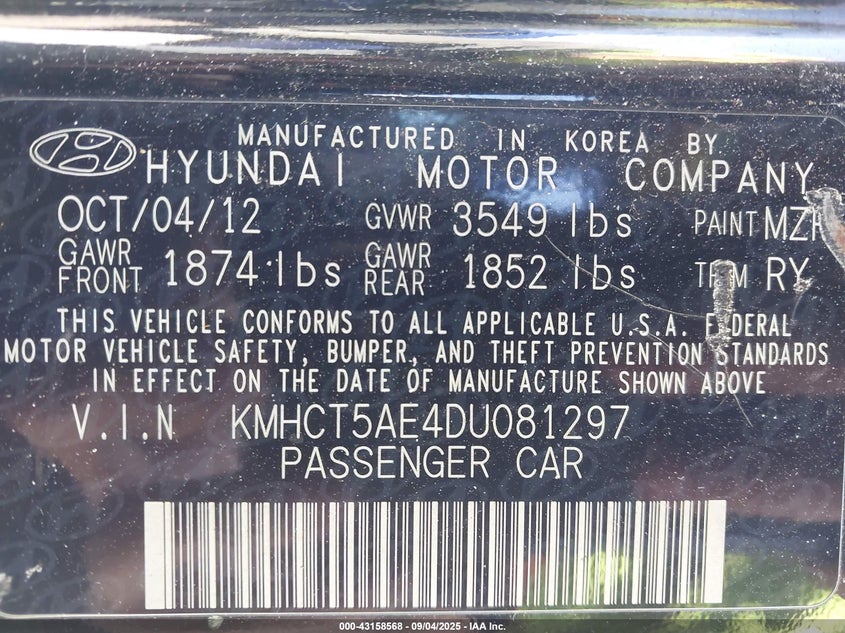 MANUFACTURED IN KOREA BY
HYUNDAI MOTOR COMPANY
OCT/04/12 GVWR 3549 lbs PAINT
GAWR FRONT 1874 lbs GAWR REAR 1852 lbs TRIM RY
THIS VEHICLE CONFORMS TO ALL APPLICABLE U.S.A. FEDERAL
MOTOR VEHICLE SAFETY, BUMPER, AND THEFT PREVENTION STANDARDS
IN EFFECT ON THE DATE OF MANUFACTURE SHOWN ABOVE
V.I.N KMHCT5AE4DU081297
PASSENGER CAR
000-43158568 - 09/04/2025 - IAA Inc.